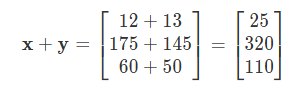 x + y = [12 + 13; 175 + 145; 60 + 50] = [25; 320; 110]